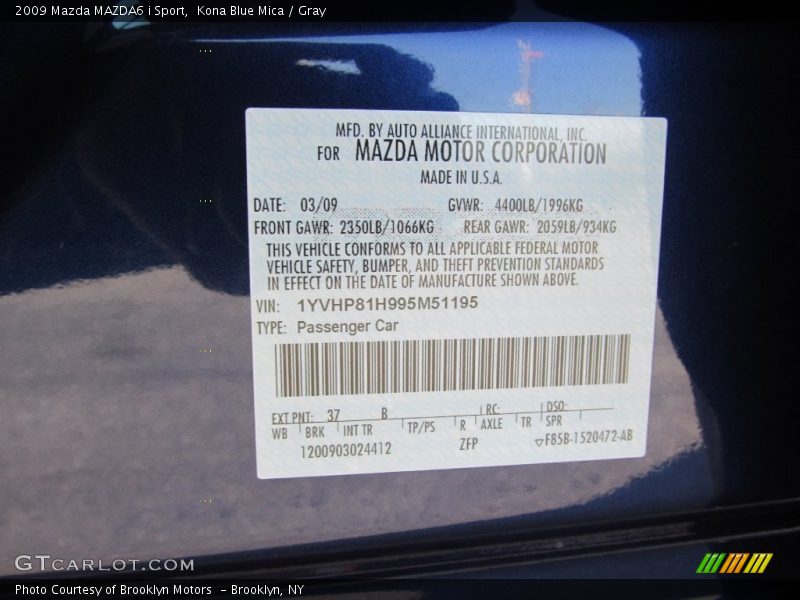 2009 Mazda MAZDA6 i Sport, Kona Blue Mica / Gray
MFD. BY AUTO ALLIANCE INTERNATIONAL, INC.
FOR MAZDA MOTOR CORPORATION
MADE IN U.S.A.
DATE: 03/09 GVWR: 4400LB/1996KG
FRONT GAWR: 2350LB/1066KG REAR GAWR: 2059LB/934KG
THIS VEHICLE CONFORMS TO ALL APPLICABLE FEDERAL MOTOR
VEHICLE SAFETY, BUMPER, AND THEFT PREVENTION STANDARDS
IN EFFECT ON THE DATE OF MANUFACTURE SHOWN ABOVE.
VIN: 1YVHP81H995M51195
TYPE: Passenger Car
EXT PNT: 37 B RC: DSO:
WB BRK INT TR TP/PS R AXLE TR SPR
1200903024412 ZFP ▽F85B-1520472-AB
GTCARLOT.COM
Photo Courtesy of Brooklyn Motors - Brooklyn, NY